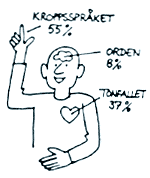 KROPPSSPRÅKET
55%
ORDEN
8%
TONFALLET
37%